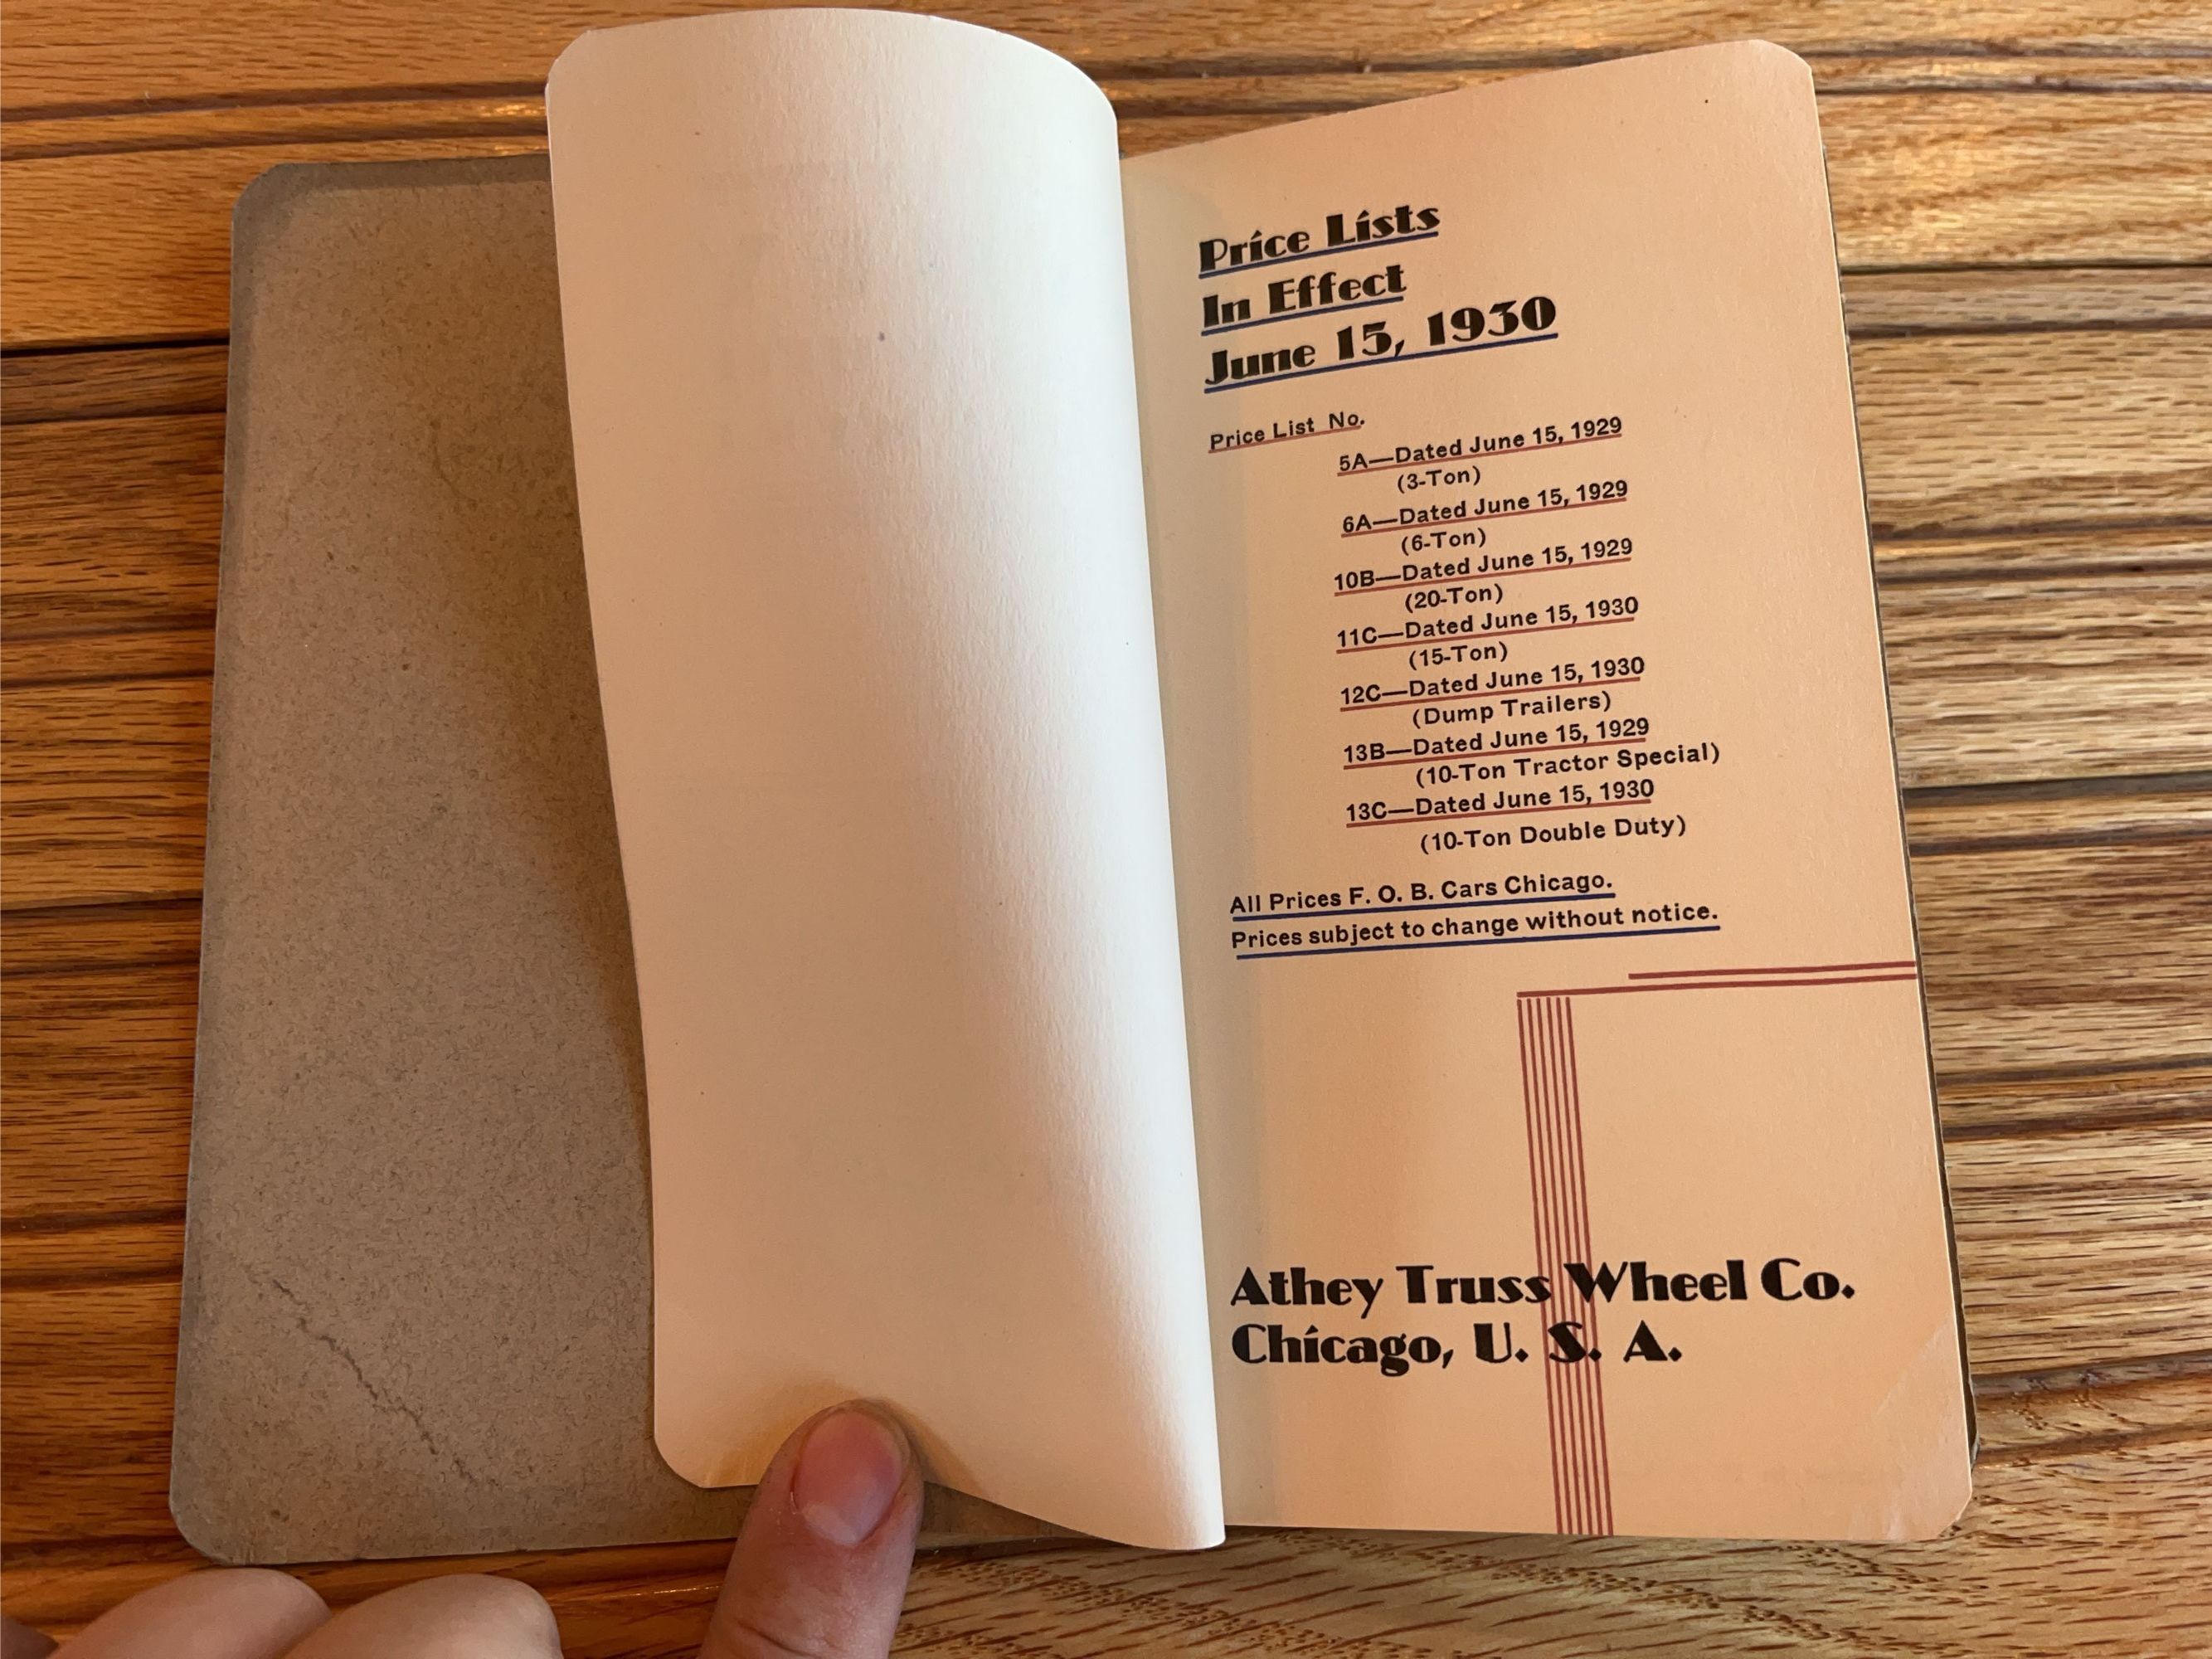 Price Lists
In Effect
June 15, 1930
Price List No.
5A—Dated June 15, 1929
(3-Ton)
6A—Dated June 15, 1929
(6-Ton)
10B—Dated June 15, 1929
(20-Ton)
11C—Dated June 15, 1930
(15-Ton)
12C—Dated June 15, 1930
(Dump Trailers)
13B—Dated June 15, 1929
(10-Ton Tractor Special)
13C—Dated June 15, 1930
(10-Ton Double Duty)
All Prices F. O. B. Cars Chicago.
Prices subject to change without notice.
Athey Truss Wheel Co.
Chicago, U. S. A.